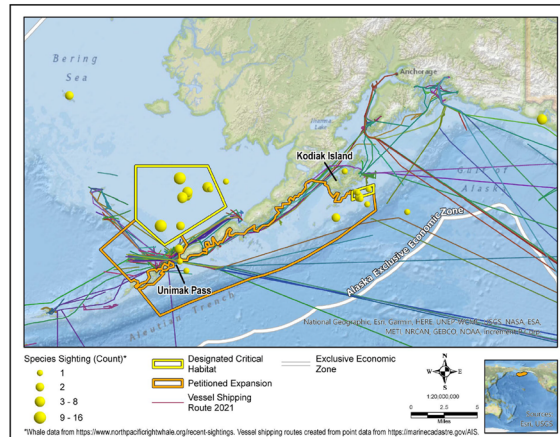 Bering
Sea
Anchorage
Kodiak Island
Gulf of
Alaska
Alaska Exclusive Economic Zone
Unimak Pass
Aleutian Trench
National Geographic, Esri, Garmin, HERE, UNEP-WCMC, USGS, NASA, ESA,
METI, NRCAN, GEBCO, NOAA,
Species Sighting (Count)*
1
2
3 - 8
9 - 16
Designated Critical
Habitat
Petitioned Expansion
Vessel Shipping
Route 2021
Exclusive Economic
Zone
N
W
E
S
1:20,000,000
0 2.5 5
Miles
*Whale data from https://www.northpacificrightwhale.org/recent-sightings. Vessel shipping routes created from point data from https://marinecadastre.gov/AIS.